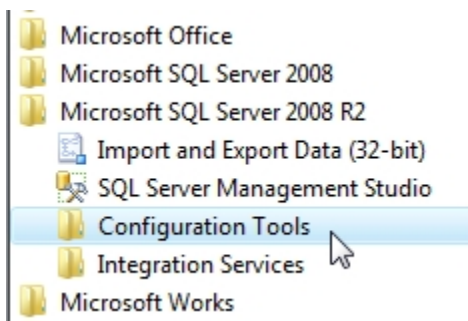 Microsoft Office
Microsoft SQL Server 2008
Microsoft SQL Server 2008 R2
Import and Export Data (32-bit)
SQL Server Management Studio
Configuration Tools
Integration Services
Microsoft Works